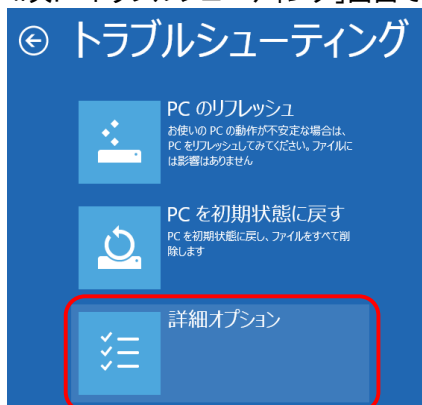 トラブルシューティング
PC のリフレッシュ
お使いの PC の動作が不安定な場合は、
PC をリフレッシュしてみてください。ファイルに
は影響はありません
PC を初期状態に戻す
PC を初期状態に戻し、ファイルをすべて削
除します
詳細オプション